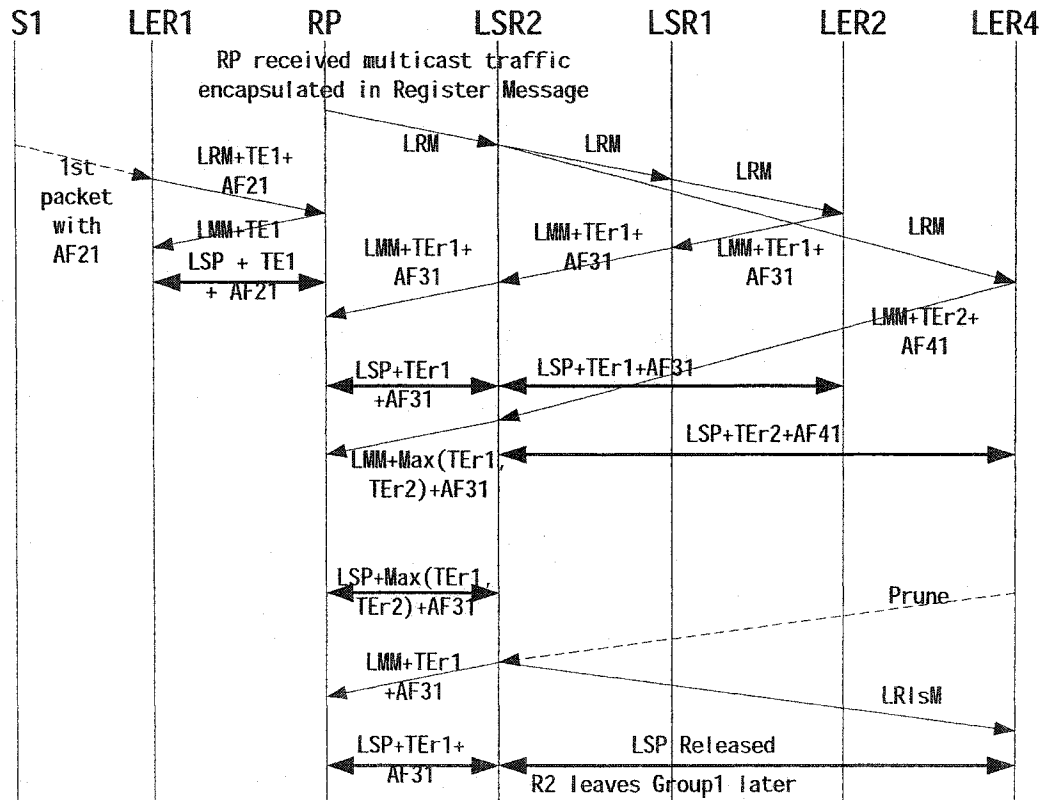 S1 LER1 RP LSR2 LSR1 LER2 LER4
RP received multicast traffic
encapsulated in Register Message
LRM
LRM
LRM
LRM
1st
packet
with
AF21
LRM+TE1+
AF21
LMM+TE1
LSP + TE1
+ AF21
LMM+TEr1+
AF31
LMM+TEr1+
AF31
LMM+TEr1+
AF31
LMM+TEr2+
AF41
LSP+TEr1
+AF31
LSP+TEr1+AF31
LSP+TEr2+AF41
LMM+Max(TEr1,
TEr2)+AF31
LSP+Max(TEr1,
TEr2)+AF31
Prune
LMM+TEr1
+AF31
LRlsM
LSP+TEr1+
AF31
LSP Released
R2 leaves Group1 later